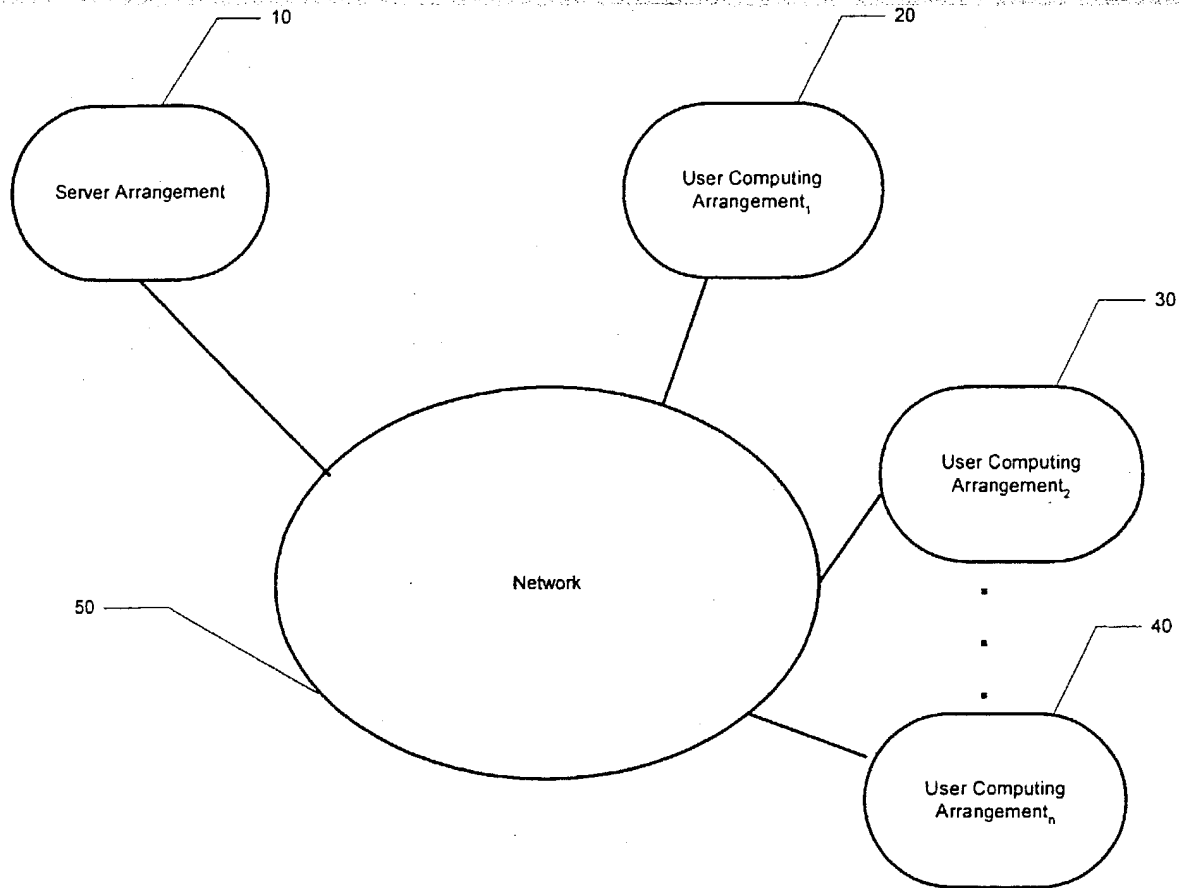 10
20
Server Arrangement
User Computing
Arrangement₁
30
User Computing
Arrangement₂
Network
50
40
User Computing
Arrangementₙ